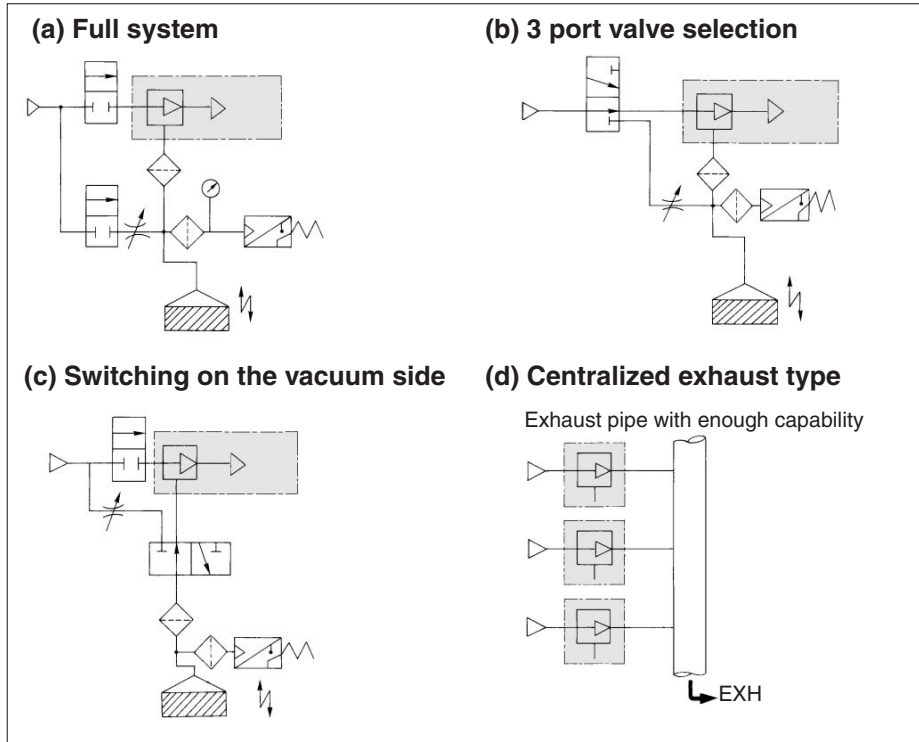 (a) Full system
(b) 3 port valve selection
(c) Switching on the vacuum side
(d) Centralized exhaust type
Exhaust pipe with enough capability
EXH